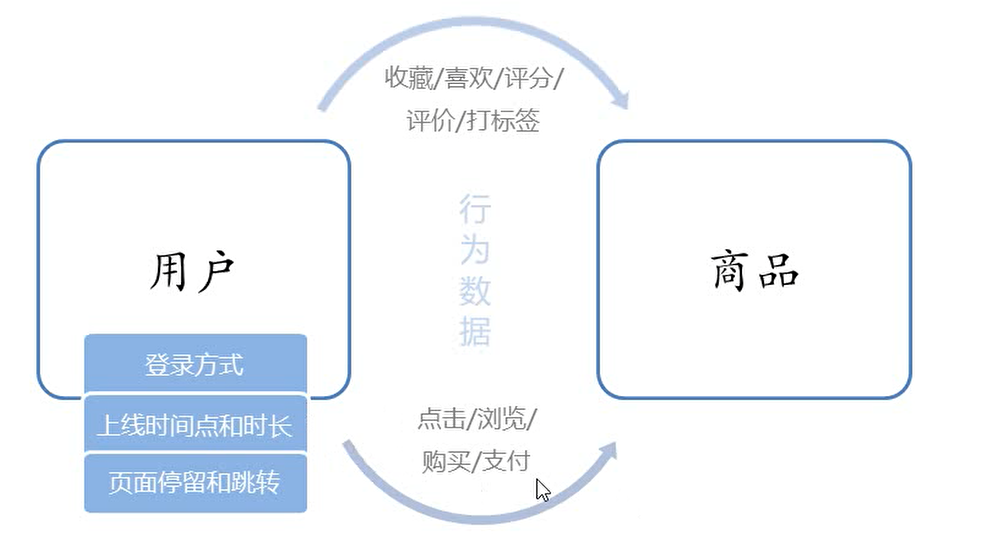 收藏/喜欢/评分/
评价/打标签
行
为
数
据
用户
商品
登录方式
上线时间点和时长
页面停留和跳转
点击/浏览/
购买/支付